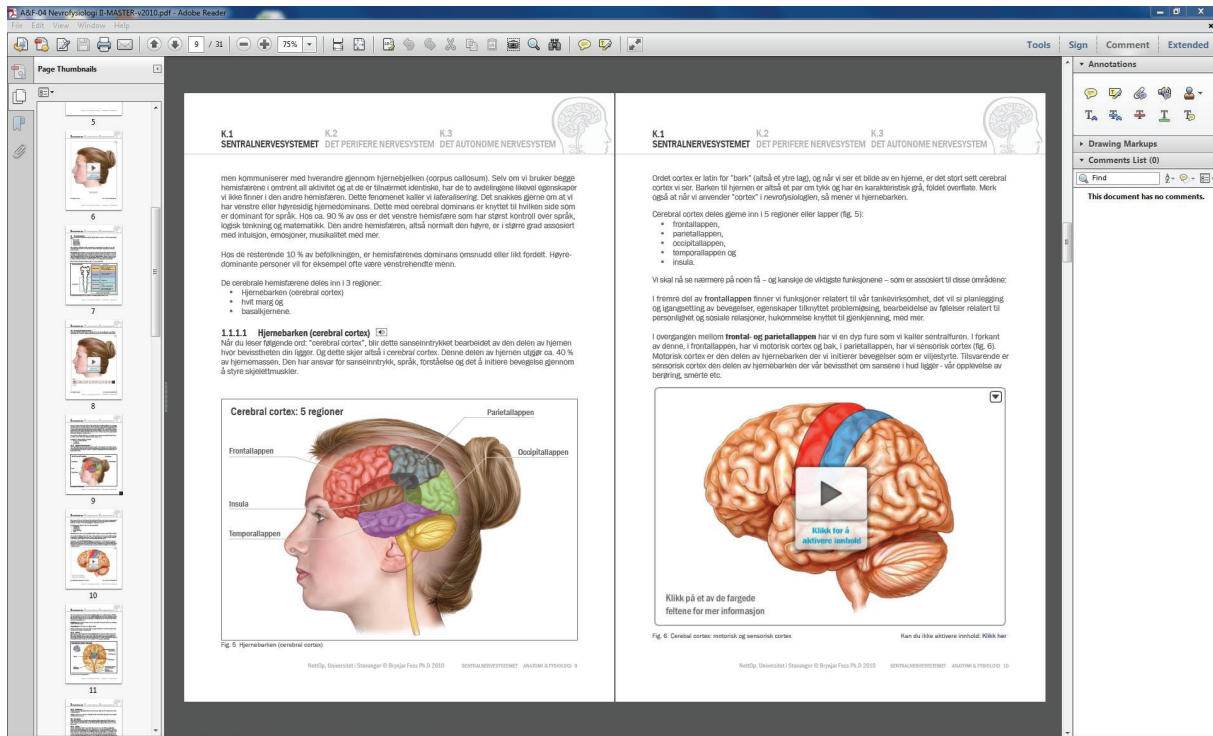 A&F-04 Nevrofysiologi II-MASTER-v2010.pdf - Adobe Reader
File Edit View Window Help
9 / 31 75% Tools Sign Comment Extended
Page Thumbnails
5
6
7
8
9
10
11
K.1 K.2 K.3
SENTRALNERVESYSTEMET DET PERIFERE NERVESYSTEM DET AUTONOME NERVESYSTEM
men kommuniserer med hverandre gjennom hjernebjelken (corpus callosum). Selv om vi bruker begge
hemisfærene i omtrent all aktivitet og at de er tilnærmet identiske, har de to avdelingene likevel egenskaper
vi ikke finner i den andre hemisfæren. Dette fenomenet kaller vi lateralisering. Det snakkes gjerne om at vi
har venstre eller høyresidig hjernedominans. Dette med cerebral dominans er knyttet til hvilken side som
er dominant for språk. Hos ca. 90 % av oss er det venstre hemisfære som har størst kontroll over språk,
logisk tenkning og matematikk. Den andre hemisfæren, altså normalt den høyre, er i større grad assosiert
med intuisjon, emosjoner, musikalitet med mer.
Hos de resterende 10 % av befolkningen, er hemisfærenes dominans omsnudd eller likt fordelt. Høyre-
dominante personer vil for eksempel ofte være venstrehendte menn.
De cerebrale hemisfærene deles inn i 3 regioner:
• Hjernebarken (cerebral cortex)
• hvit marg og
• basalkjernene.
1.1.1.1 Hjernebarken (cerebral cortex)
Når du leser følgende ord: "cerebral cortex", blir dette sanseinntrykket bearbeidet av den delen av hjernen
hvor bevisstheten din ligger. Og dette skjer altså i cerebral cortex. Denne delen av hjernen utgjør ca. 40 %
av hjernemassen. Den har ansvar for sanseinntrykk, språk, forståelse og det å initiere bevegelse gjennom
å styre skjelettmuskler.
Cerebral cortex: 5 regioner
Parietallappen
Frontallappen
Occipitallappen
Insula
Temporallappen
Fig. 5 Hjernebarken (cerebral cortex)
NettOp, Universitet i Stavanger © Brynjar Foss Ph.D 2010 SENTRALNERVESYSTEMET ANATOMI & FYSIOLOGI 9
K.1 K.2 K.3
SENTRALNERVESYSTEMET DET PERIFERE NERVESYSTEM DET AUTONOME NERVESYSTEM
Ordet cortex er latin for "bark" (altså et ytre lag), og når vi ser et bilde av en hjerne, er det stort sett cerebral
cortex vi ser. Barken til hjernen er altså et par cm tykk og har en karakteristisk grå, foldet overflate. Merk
også at når vi anvender "cortex" i nevrofysiologien, så mener vi hjernebarken.
Cerebral cortex deles gjerne inn i 5 regioner eller lapper (fig. 5):
• frontallappen,
• parietallappen,
• occipitallappen,
• temporallappen og
• insula.
Vi skal nå se nærmere på noen få – og kanskje de viktigste funksjonene – som er assosiert til disse områdene:
I fremre del av frontallappen finner vi funksjoner relatert til vår tankevirksomhet, det vil si planlegging
og igangsetting av bevegelser, egenskaper tilknyttet problemløsing, bearbeidelse av følelser relatert til
personlighet og sosiale relasjoner, hukommelse knyttet til gjenkjenning, med mer.
I overgangen mellom frontal- og parietallappen har vi en dyp fure som vi kaller sentralfuren. I forkant
av denne, i frontallappen, har vi motorisk cortex og bak, i parietallappen, har vi sensorisk cortex (fig. 6).
Motorisk cortex er den delen av hjernebarken der vi initierer bevegelser som er viljestyrte. Tilsvarende er
sensorisk cortex den delen av hjernebarken der vår bevissthet om sansene i hud ligger - vår opplevelse av
berøring, smerte etc.
Klikk for å
aktivere innhold
Klikk på et av de fargede
feltene for mer informasjon
Fig. 6 Cerebal cortex: motorisk og sensorisk cortex Kan du ikke aktivere innhold: Klikk her
NettOp, Universitet i Stavanger © Brynjar Foss Ph.D 2010 SENTRALNERVESYSTEMET ANATOMI & FYSIOLOGI 10
Annotations
Drawing Markups
Comments List (0)
Find
This document has no comments.